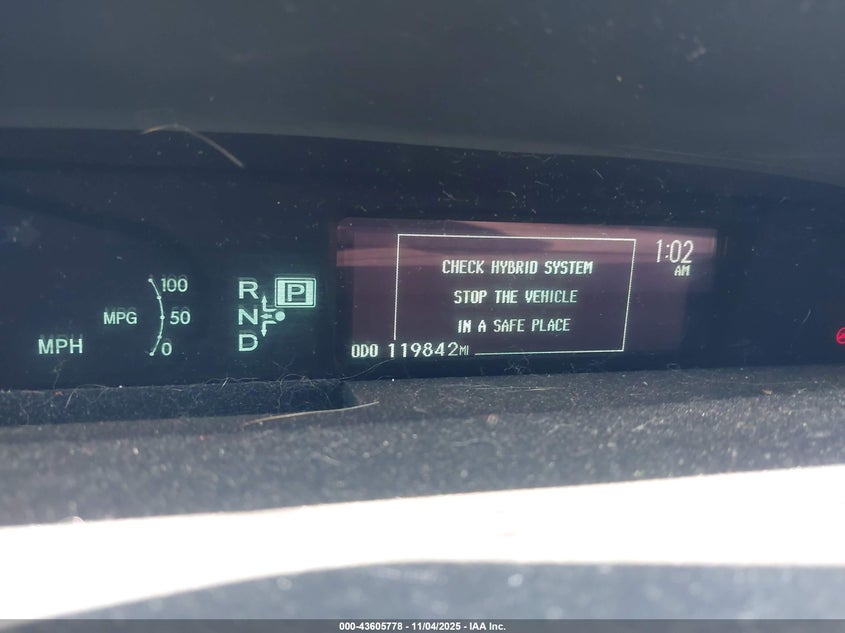 100
MPG 50
MPH 0
R P
N
D
CHECK HYBRID SYSTEM
STOP THE VEHICLE
IN A SAFE PLACE
1:02
AM
ODO 119842MI
000-43605778 - 11/04/2025 - IAA Inc.